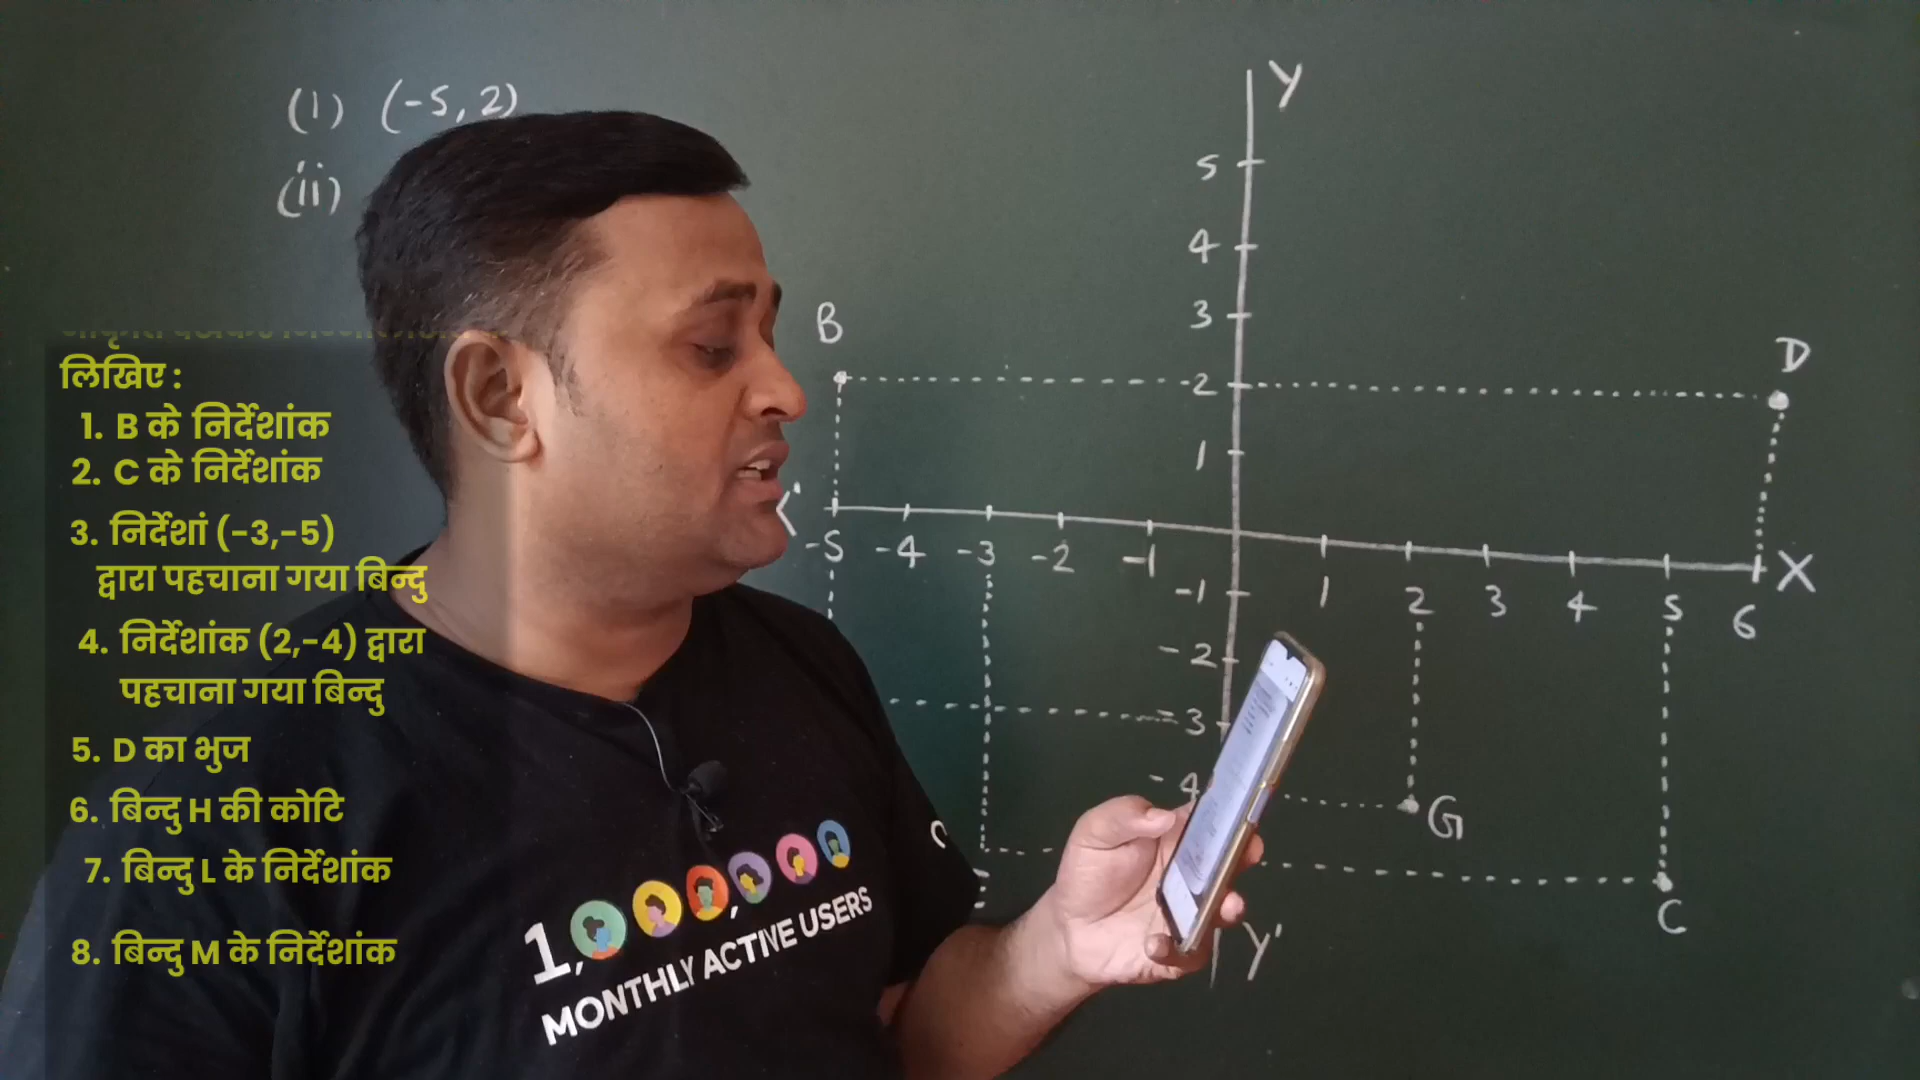 (i) (-5, 2)
(ii)
लिखिए :
1. B के निर्देशांक
2. C के निर्देशांक
3. निर्देशां (-3,-5)
द्वारा पहचाना गया बिन्दु
4. निर्देशांक (2,-4) द्वारा
पहचाना गया बिन्दु
5. D का भुज
6. बिन्दु H की कोटि
7. बिन्दु L के निर्देशांक
8. बिन्दु M के निर्देशांक
1,
MONTHLY ACTIVE USERS
Y
5
4
3
2
1
B
D
-5 -4 -3 -2 -1
1 2 3 4 5 6
X
-1
-2
-3
-4
G
C
Y'